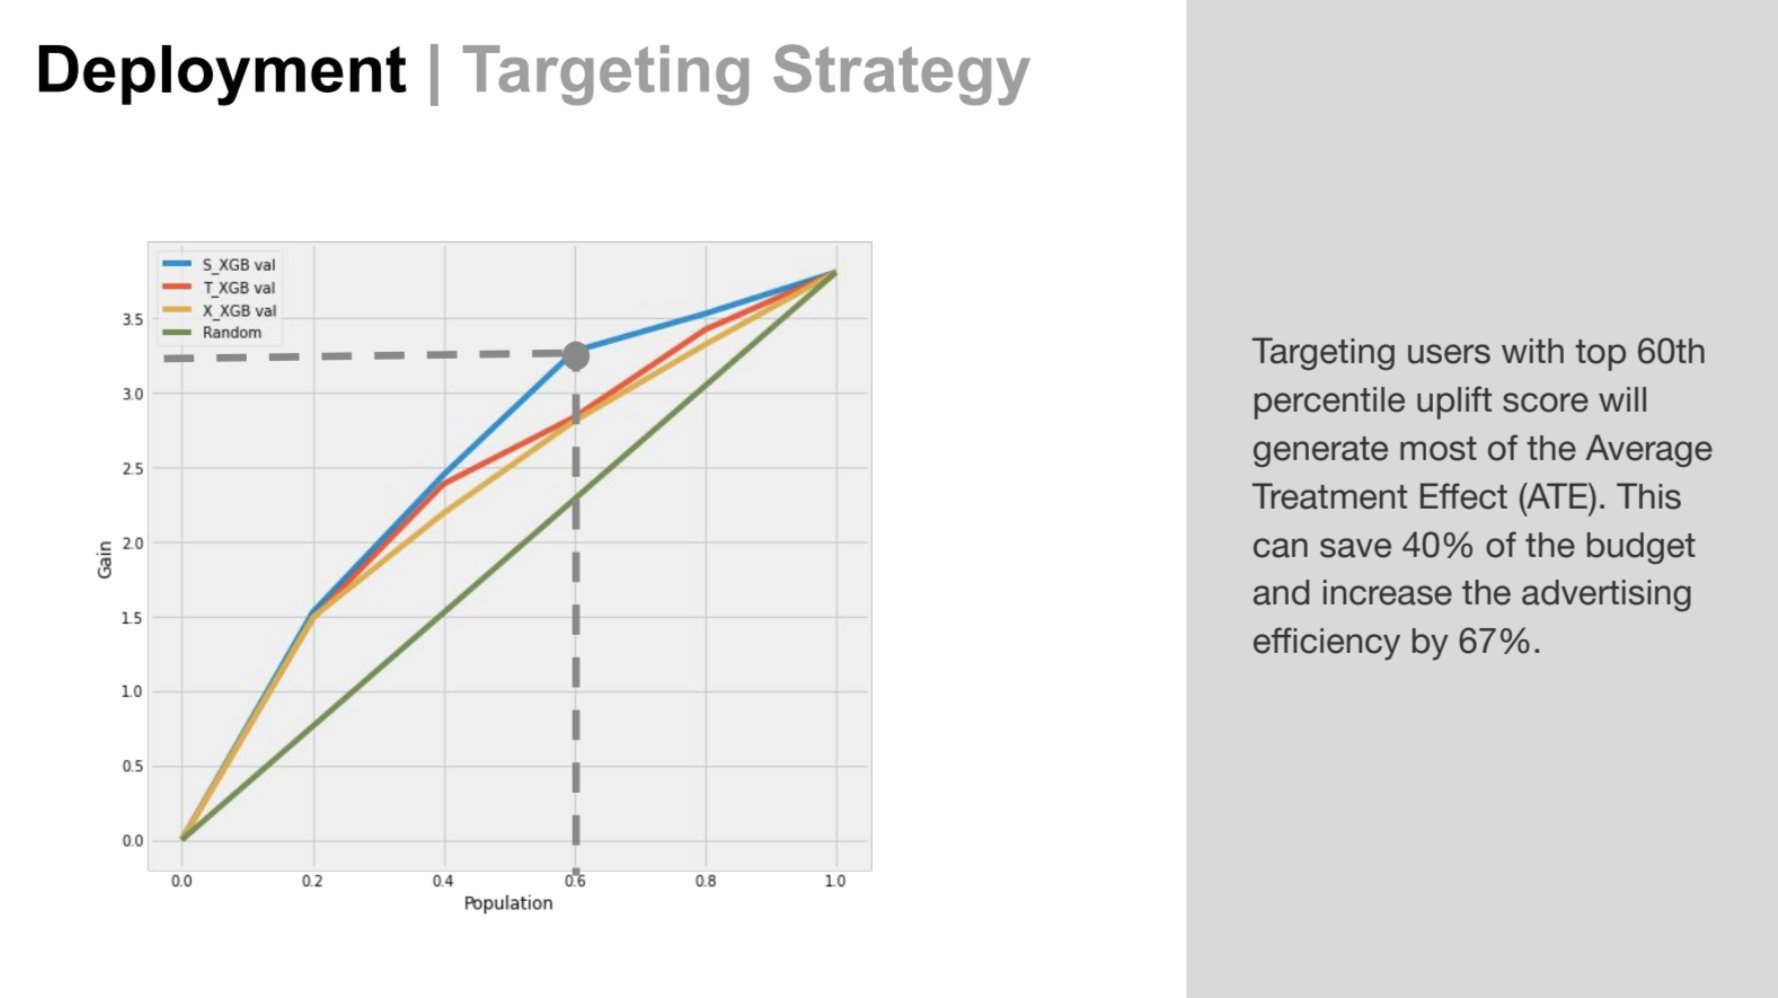 Deployment | Targeting Strategy
S_XGB val
T_XGB val
X_XGB val
Random
3.5
3.0
2.5
2.0
1.5
1.0
0.5
0.0
Gain
0.0 0.2 0.4 0.6 0.8 1.0
Population
Targeting users with top 60th
percentile uplift score will
generate most of the Average
Treatment Effect (ATE). This
can save 40% of the budget
and increase the advertising
efficiency by 67%.